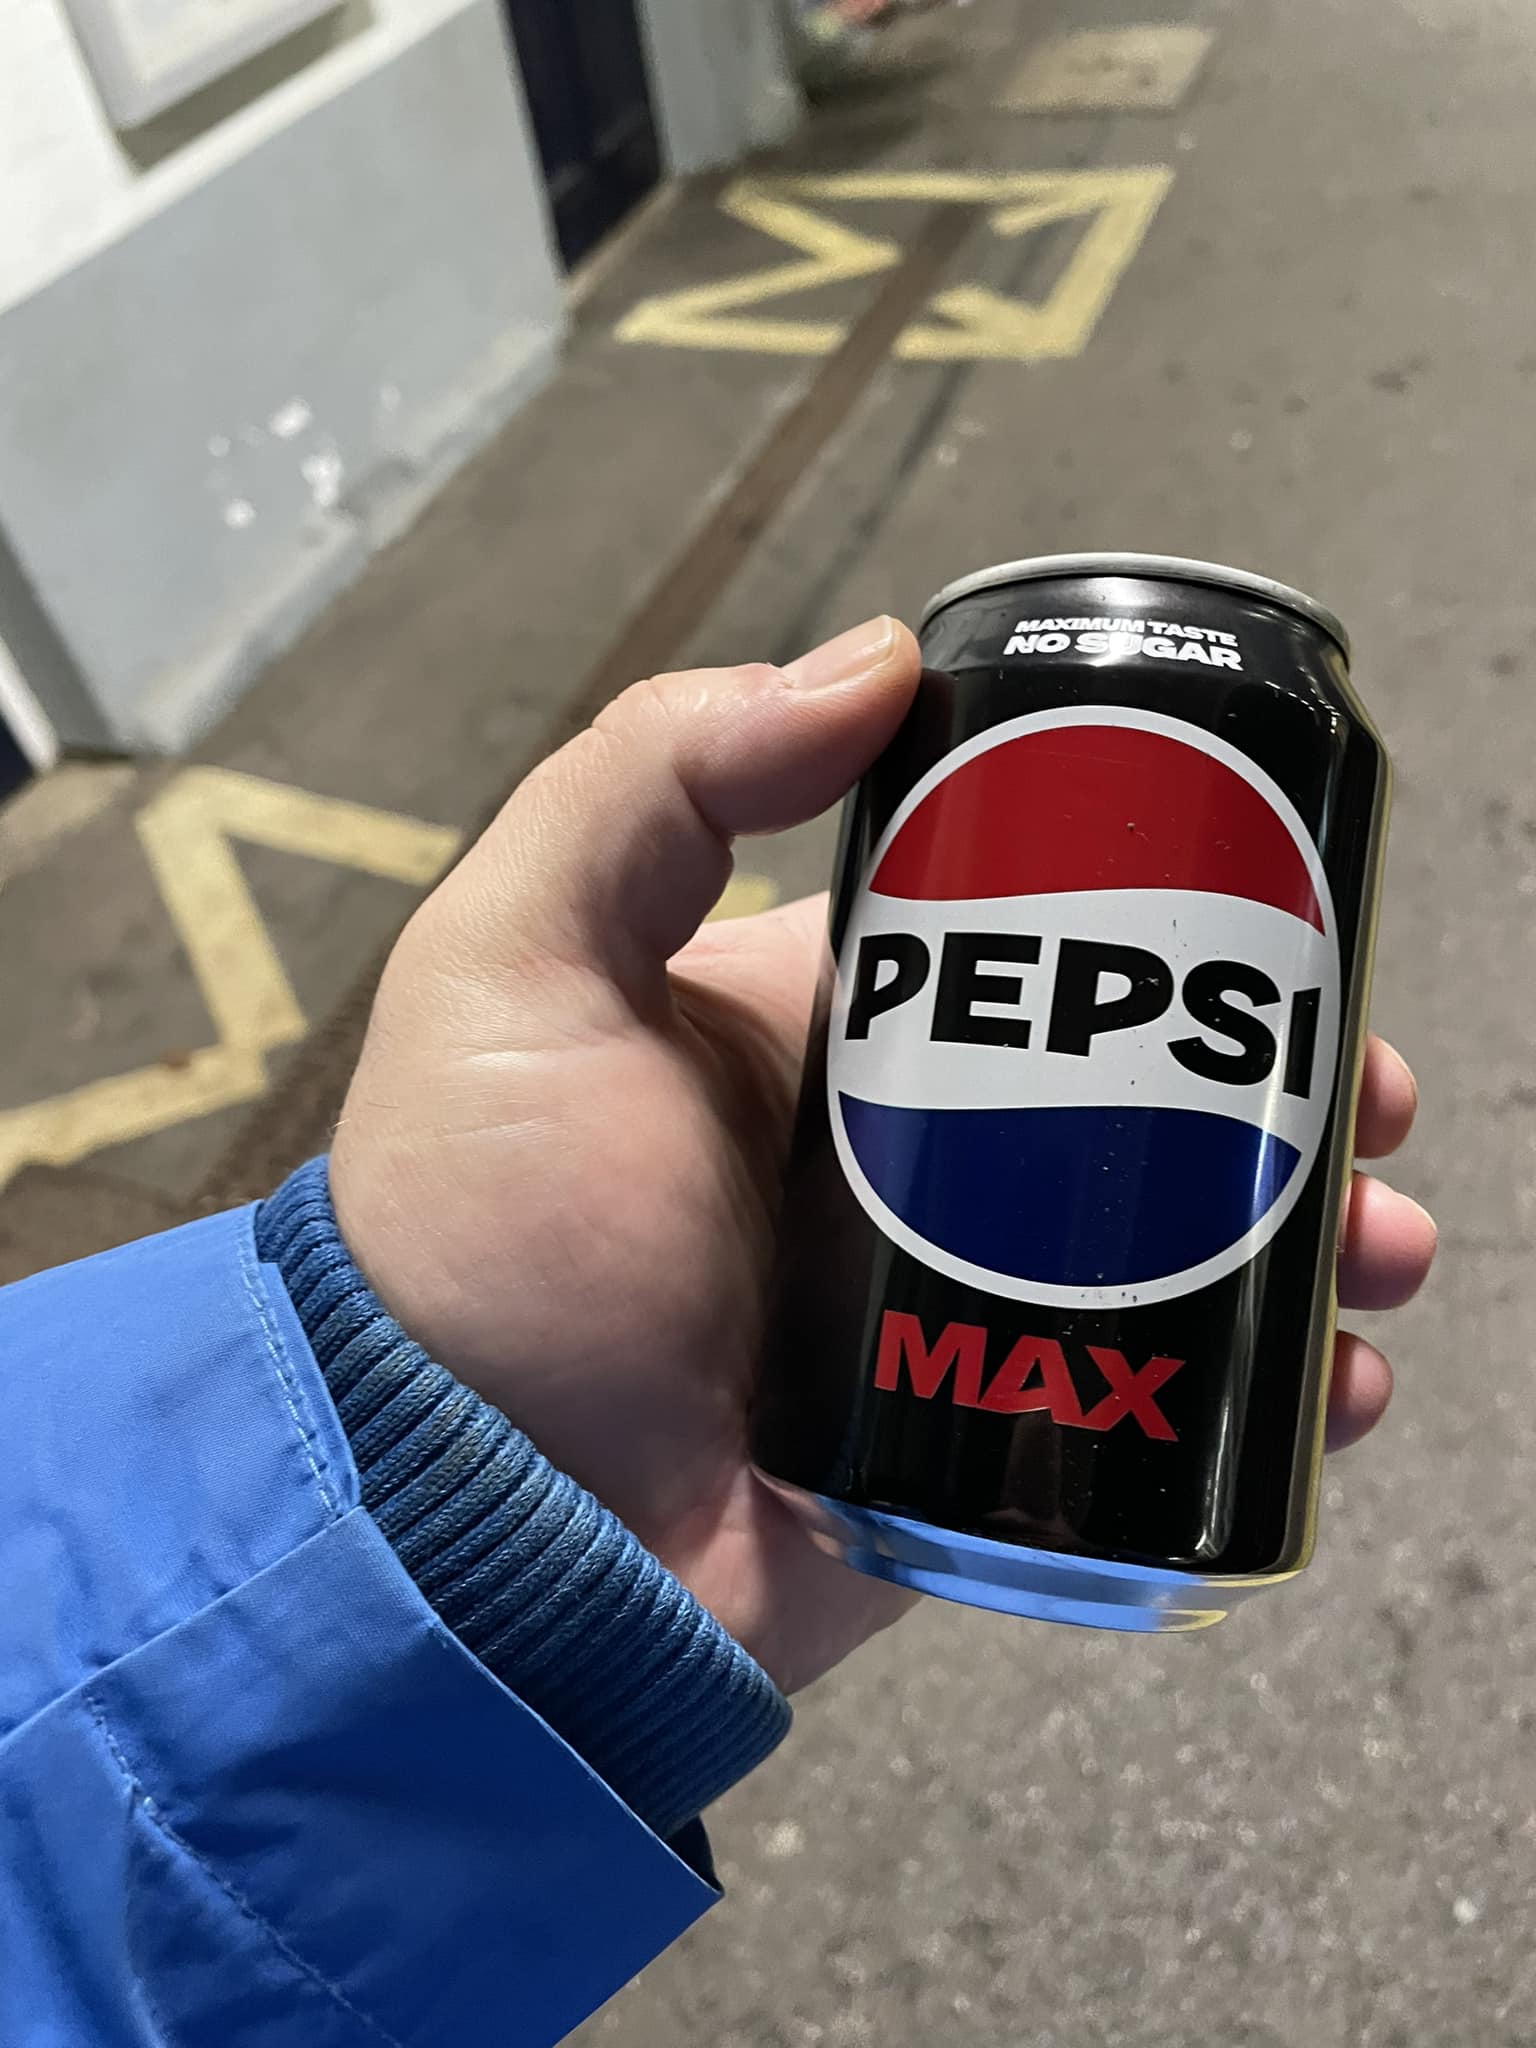 MAXIMUM TASTE
NO SUGAR
PEPSI
MAX